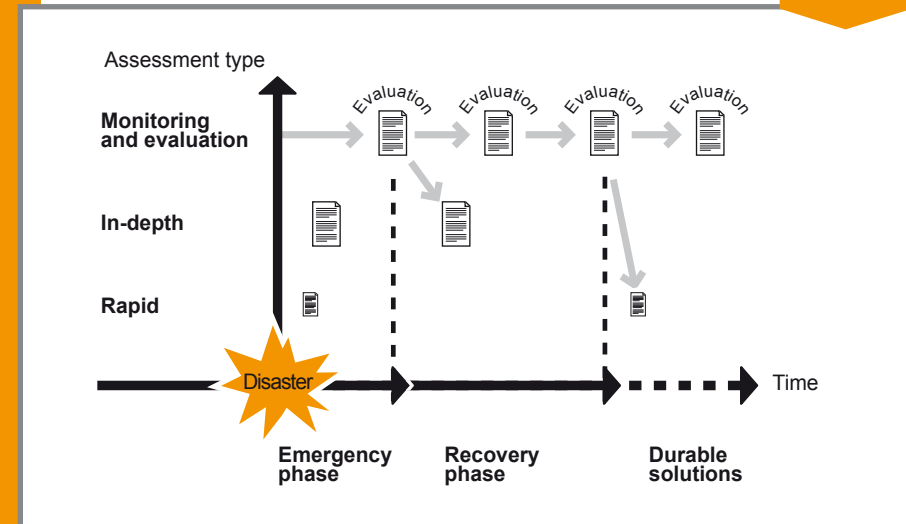 Assessment type
Monitoring
and evaluation
Evaluation
Evaluation
Evaluation
Evaluation
In-depth
Rapid
Disaster
Time
Emergency
phase
Recovery
phase
Durable
solutions